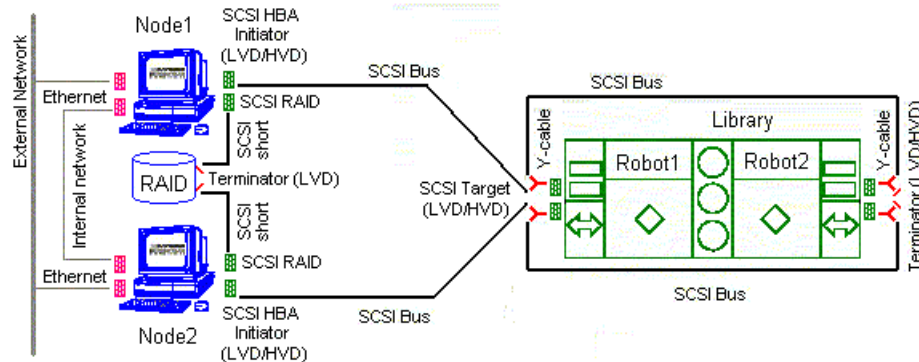 External Network
Node1
SCSI HBA
Initiator
(LVD/HVD)
Ethernet
SCSI RAID
SCSI
short
Internal network
RAID
Terminator (LVD)
SCSI
short
SCSI RAID
Ethernet
Node2
SCSI HBA
Initiator
(LVD/HVD)
SCSI Bus
SCSI Bus
SCSI Target
(LVD/HVD)
SCSI Bus
Y-cable
Library
Robot1
Robot2
Y-cable
Terminator (LVD/HVD)
SCSI Bus